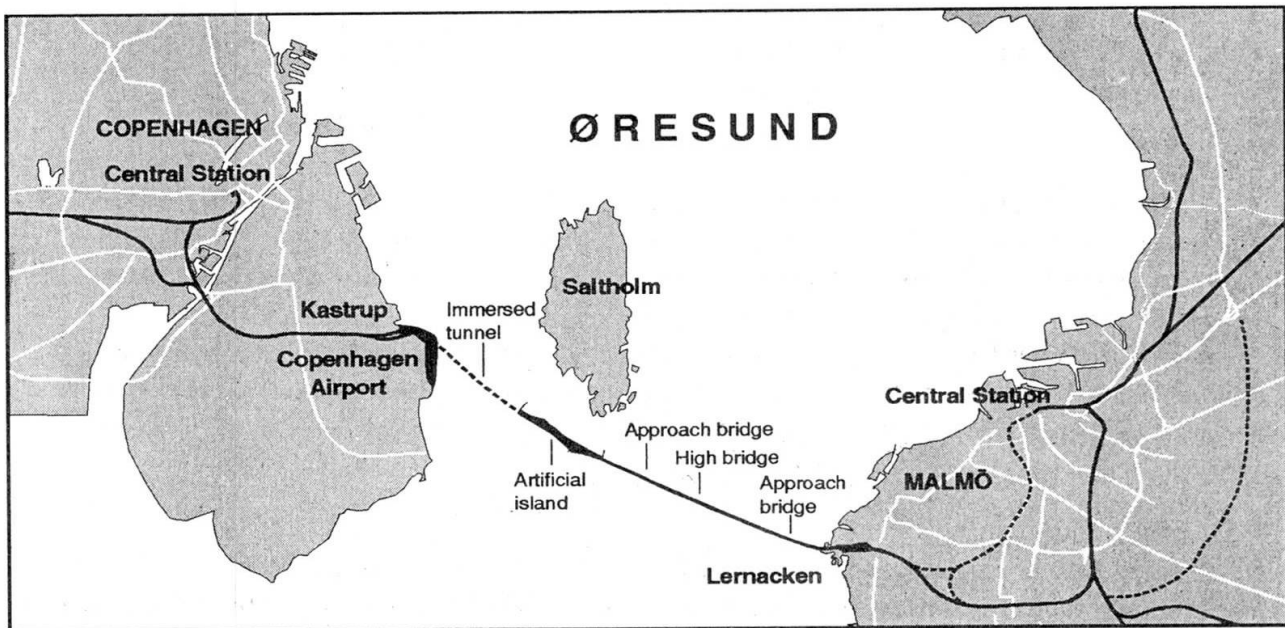 ØRESUND
COPENHAGEN
Central Station
Saltholm
Kastrup
Immersed
tunnel
Copenhagen
Airport
Central Station
Approach bridge
High bridge
Artificial
island
Approach
bridge
MALMÖ
Lernacken